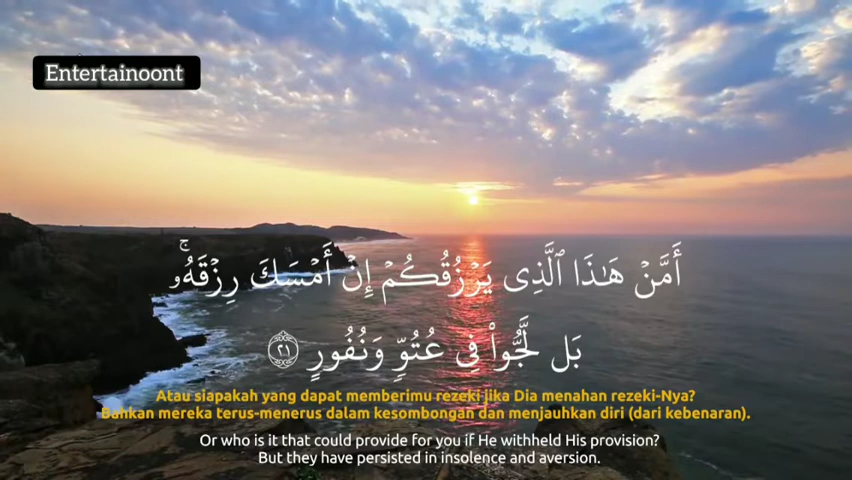 Entertainoont
أَمَّنۡ هَـٰذَا ٱلَّذِى يَرۡزُقُكُمۡ إِنۡ أَمۡسَكَ رِزۡقَهُۥۚ
بَل لَّجُّوا۟ فِى عُتُوٍّ وَنُفُورٍ ٢١
Atau siapakah yang dapat memberimu rezeki jika Dia menahan rezeki-Nya?
Bahkan mereka terus-menerus dalam kesombongan dan menjauhkan diri (dari kebenaran).
Or who is it that could provide for you if He withheld His provision?
But they have persisted in insolence and aversion.